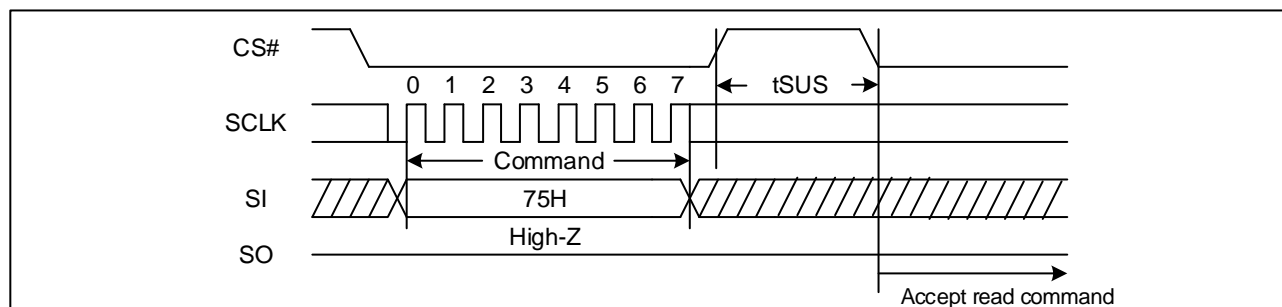 CS#
tSUS
0 1 2 3 4 5 6 7
SCLK
Command
SI
75H
High-Z
SO
Accept read command